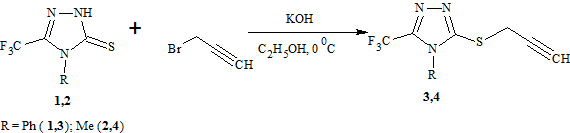 N NH
F₃C N S
R
1,2
+
Br
KOH
C₂H₅OH, 0 ⁰C
N N
F₃C N S
R
3,4
R = Ph ( 1,3); Me (2,4)